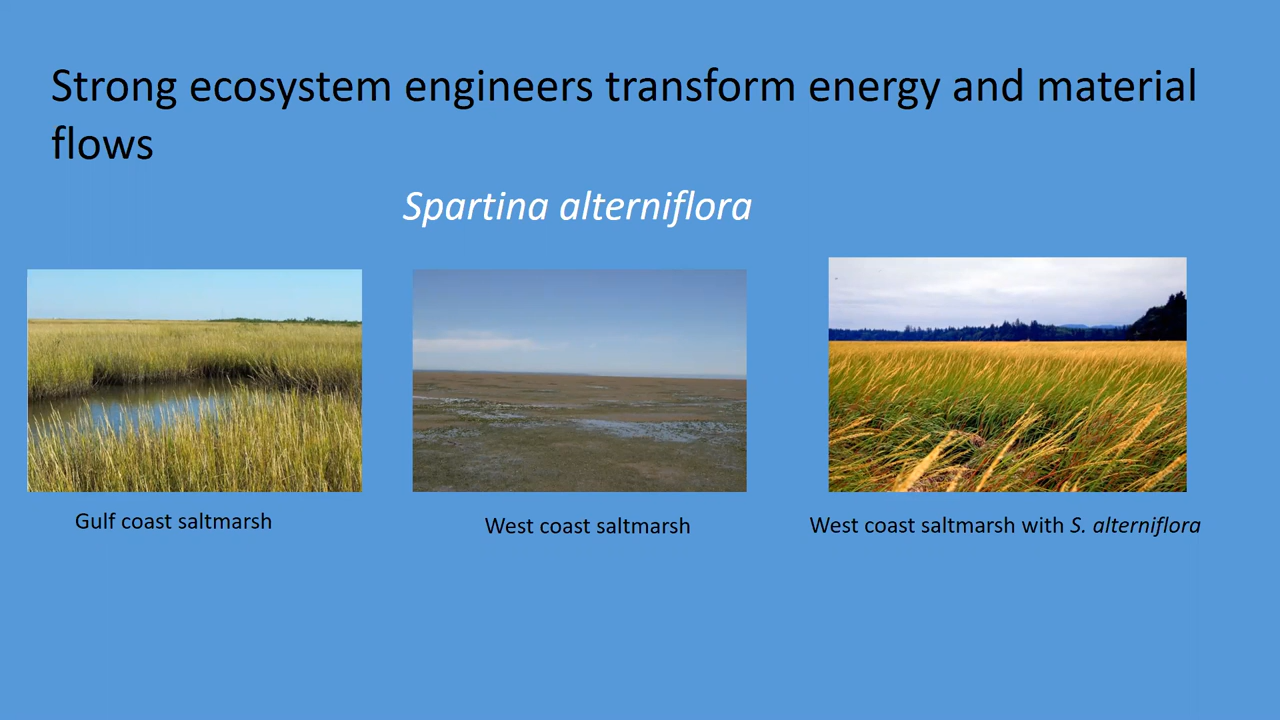 Strong ecosystem engineers transform energy and material
flows
Spartina alterniflora
Gulf coast saltmarsh
West coast saltmarsh
West coast saltmarsh with S. alterniflora